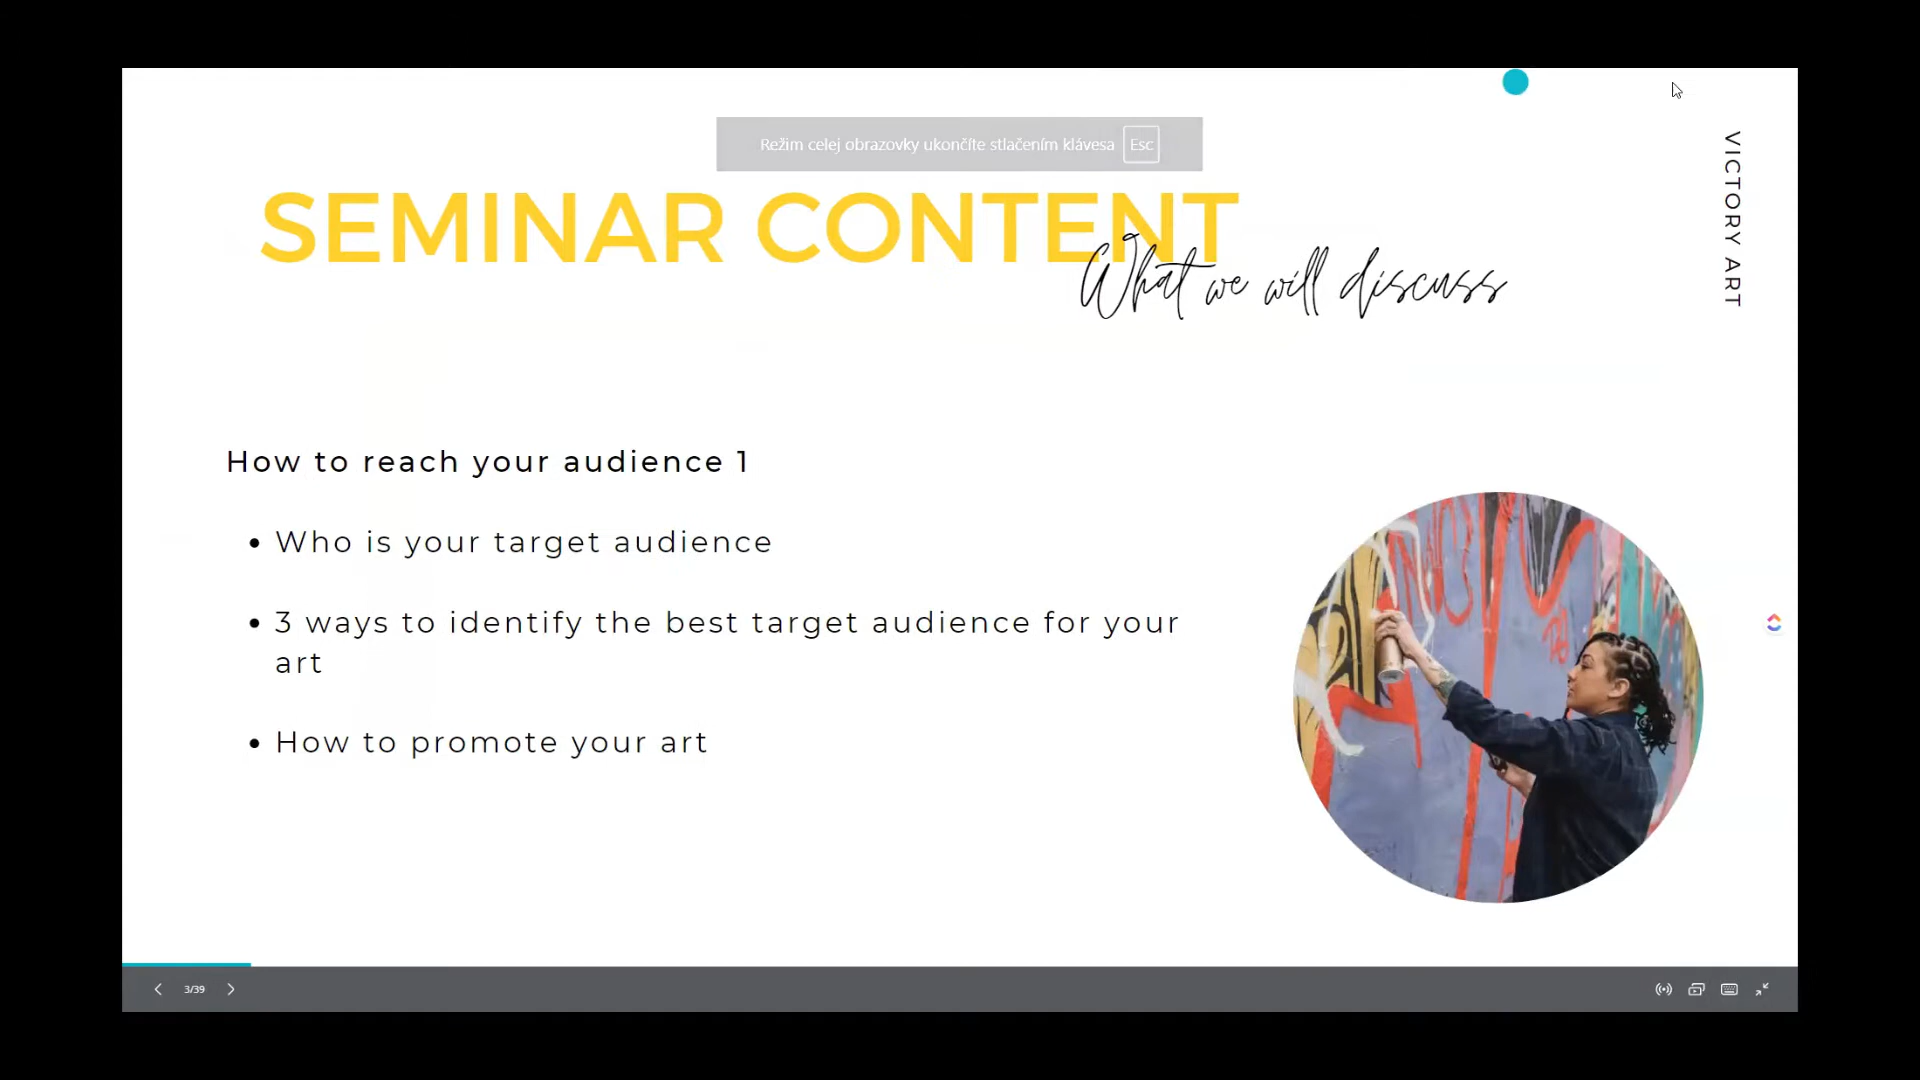 Režim celej obrazovky ukončíte stlačením klávesa Esc
SEMINAR CONTENT
What we will discuss
VICTORY ART
How to reach your audience 1
• Who is your target audience
• 3 ways to identify the best target audience for your
art
• How to promote your art
3/39